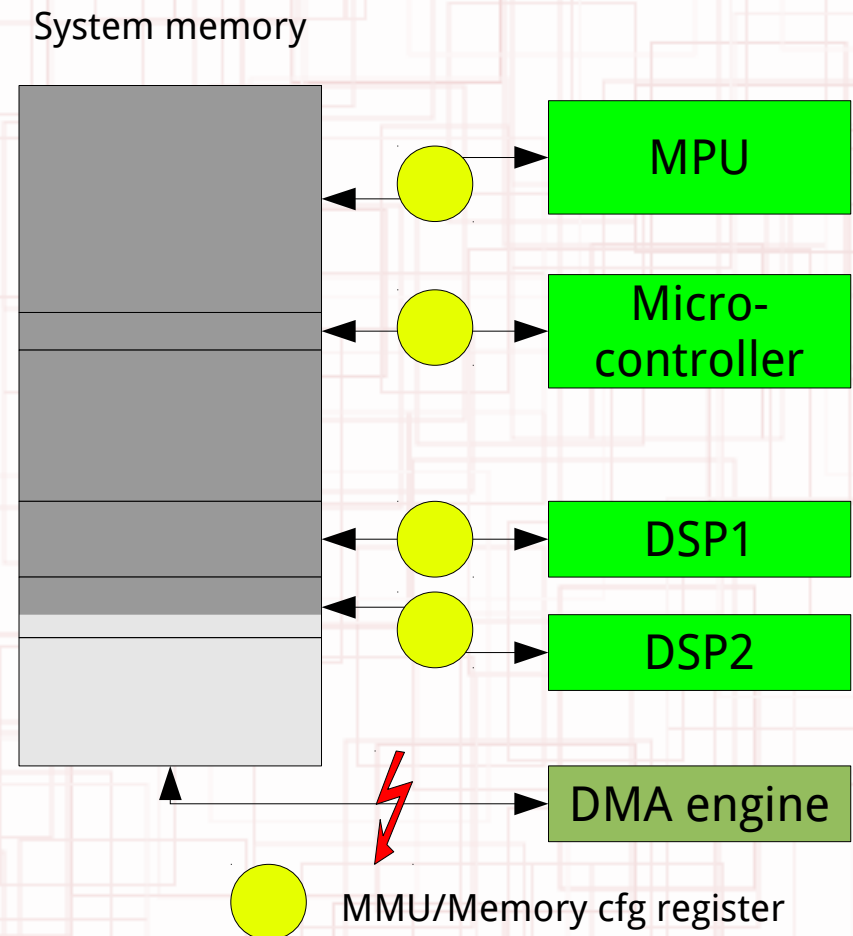 System memory
MPU
Micro-
controller
DSP1
DSP2
DMA engine
MMU/Memory cfg register